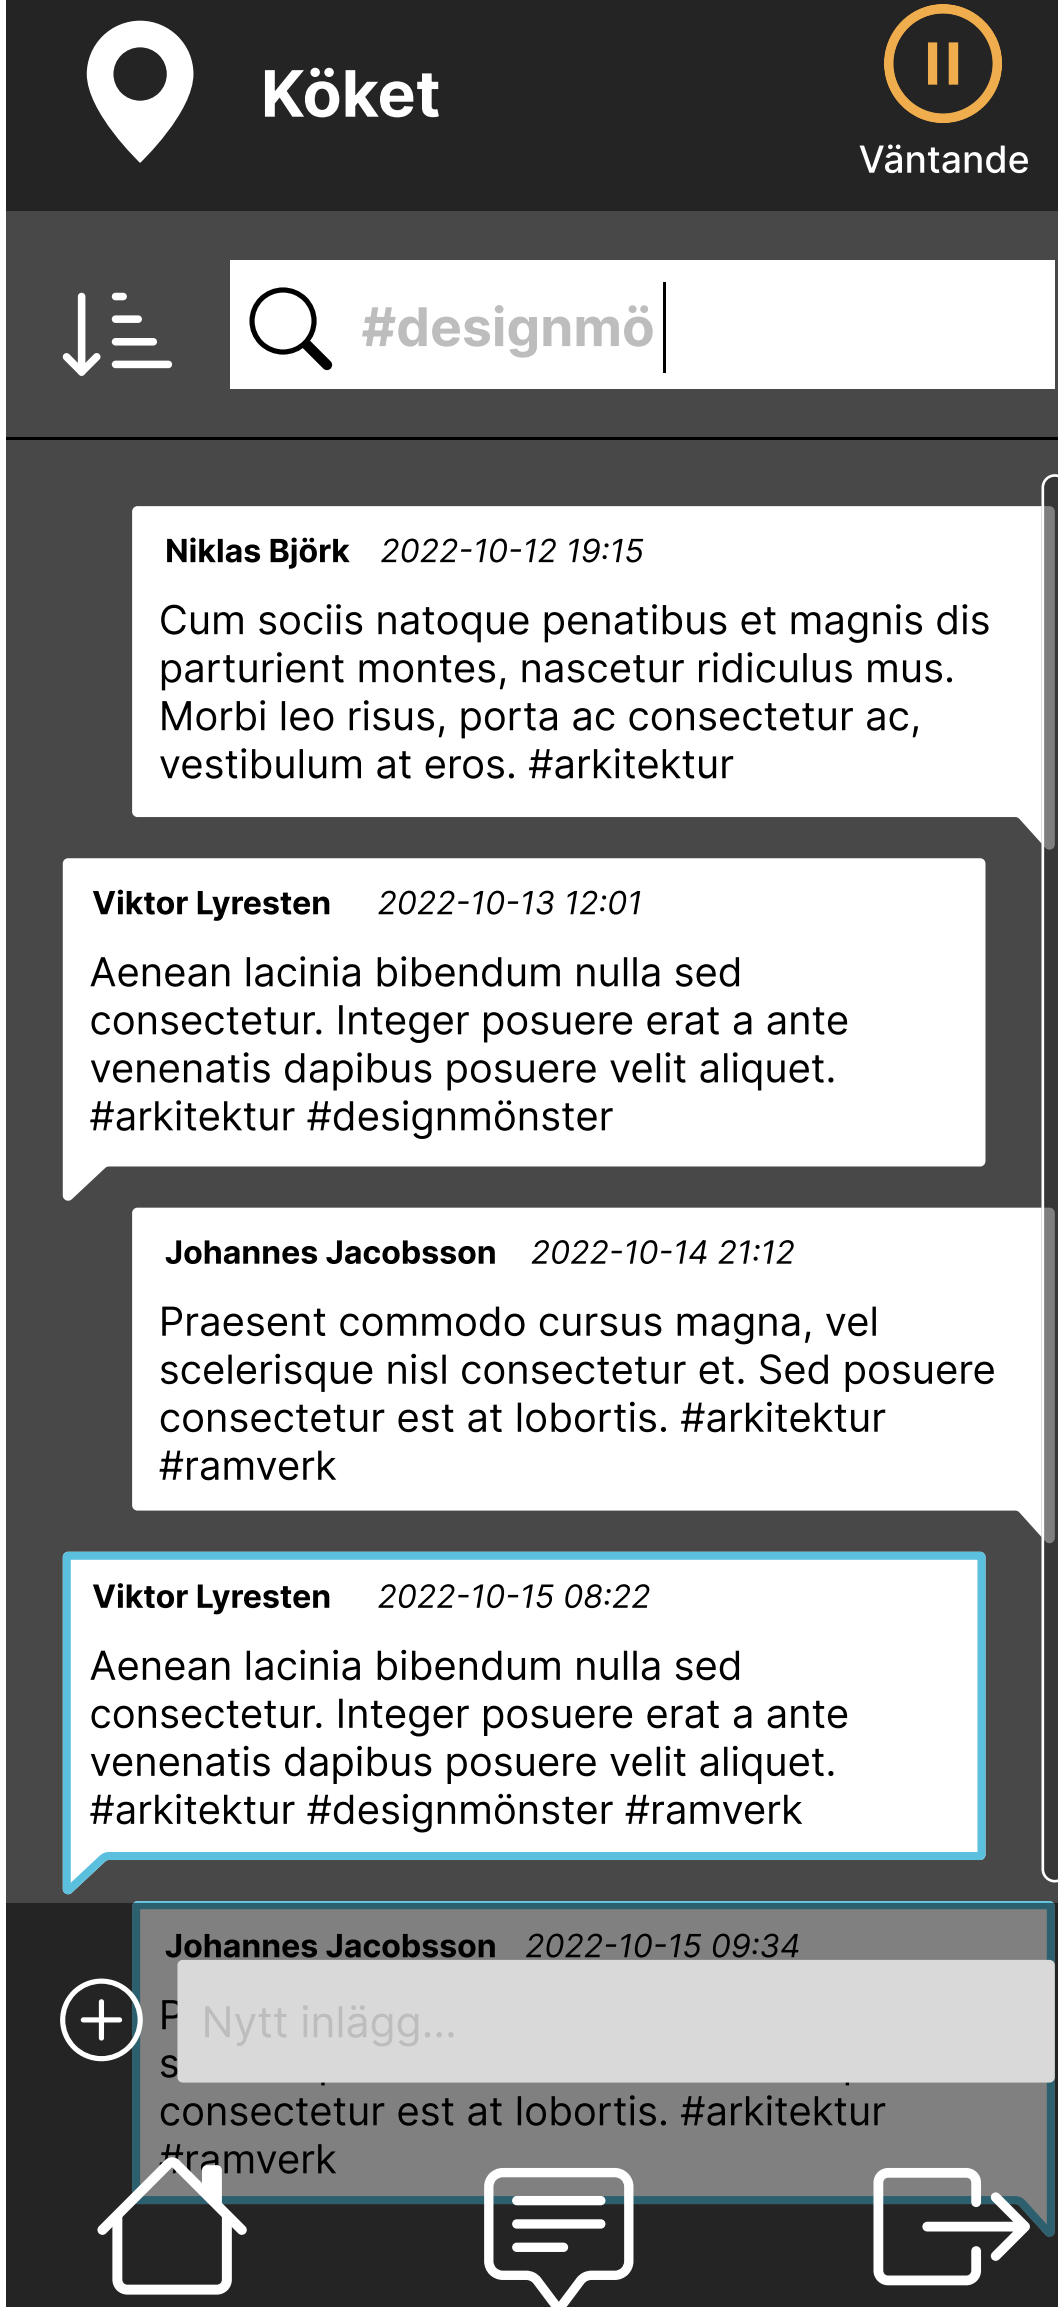 Köket
Väntande
#designmö
Niklas Björk 2022-10-12 19:15
Cum sociis natoque penatibus et magnis dis
parturient montes, nascetur ridiculus mus.
Morbi leo risus, porta ac consectetur ac,
vestibulum at eros. #arkitektur
Viktor Lyresten 2022-10-13 12:01
Aenean lacinia bibendum nulla sed
consectetur. Integer posuere erat a ante
venenatis dapibus posuere velit aliquet.
#arkitektur #designmönster
Johannes Jacobsson 2022-10-14 21:12
Praesent commodo cursus magna, vel
scelerisque nisl consectetur et. Sed posuere
consectetur est at lobortis. #arkitektur
#ramverk
Viktor Lyresten 2022-10-15 08:22
Aenean lacinia bibendum nulla sed
consectetur. Integer posuere erat a ante
venenatis dapibus posuere velit aliquet.
#arkitektur #designmönster #ramverk
Johannes Jacobsson 2022-10-15 09:34
Nytt inlägg...
consectetur est at lobortis. #arkitektur
#ramverk